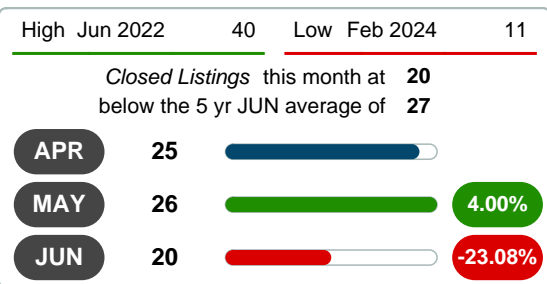 High Jun 2022 40 Low Feb 2024 11
Closed Listings this month at 20
below the 5 yr JUN average of 27
APR 25
MAY 26 4.00%
JUN 20 -23.08%